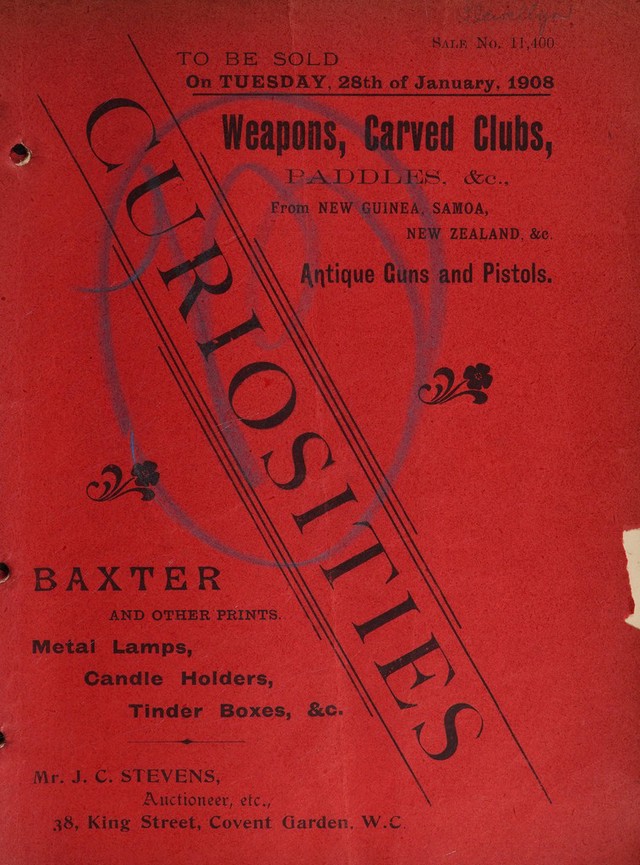 SALE NO. 11,400
TO BE SOLD
On TUESDAY, 28th of January, 1908
Weapons, Carved Clubs,
PADDLES, &c.,
From NEW GUINEA, SAMOA,
NEW ZEALAND, &c.
Antique Guns and Pistols.
CURIOSITIES
BAXTER
AND OTHER PRINTS.
Metal Lamps,
Candle Holders,
Tinder Boxes, &c.
Mr. J. C. STEVENS,
Auctioneer, etc.,
38, King Street, Covent Garden, W.C.